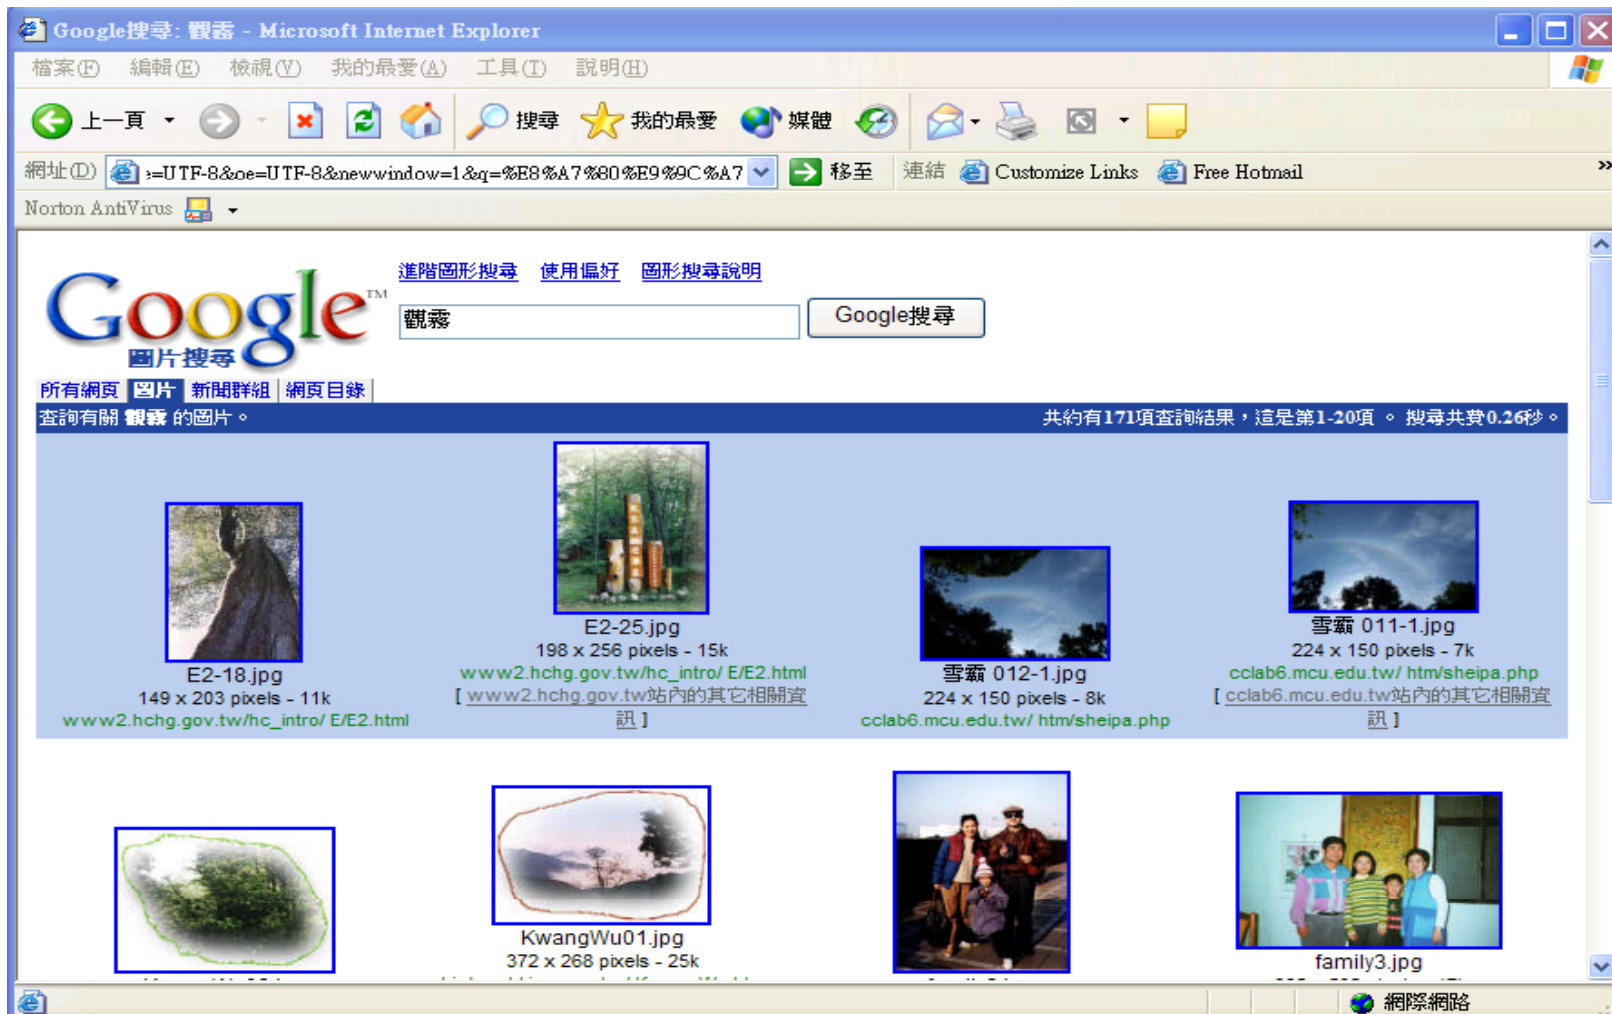 Google搜尋: 觀霧 - Microsoft Internet Explorer
檔案(F) 編輯(E) 檢視(V) 我的最愛(A) 工具(T) 說明(H)
上一頁 搜尋 我的最愛 媒體
網址(D) :=UTF-8&oe=UTF-8&newwindow=1&q=%E8%A7%80%E9%9C%A7 移至 連結 Customize Links Free Hotmail »
Norton AntiVirus
Google™ 圖片搜尋
進階圖形搜尋 使用偏好 圖形搜尋說明
觀霧 Google搜尋
所有網頁 圖片 新聞群組 網頁目錄
查詢有關 觀霧 的圖片。 共約有171項查詢結果，這是第1-20項 。 搜尋共費0.26秒。
E2-18.jpg
149 x 203 pixels - 11k
www2.hchg.gov.tw/hc_intro/ E/E2.html
E2-25.jpg
198 x 256 pixels - 15k
www2.hchg.gov.tw/hc_intro/ E/E2.html
[ www2.hchg.gov.tw站內的其它相關資
訊 ]
雪霸 012-1.jpg
224 x 150 pixels - 8k
cclab6.mcu.edu.tw/ htm/sheipa.php
雪霸 011-1.jpg
224 x 150 pixels - 7k
cclab6.mcu.edu.tw/ htm/sheipa.php
[ cclab6.mcu.edu.tw站內的其它相關資
訊 ]
KwangWu01.jpg
372 x 268 pixels - 25k
family3.jpg
網際網路